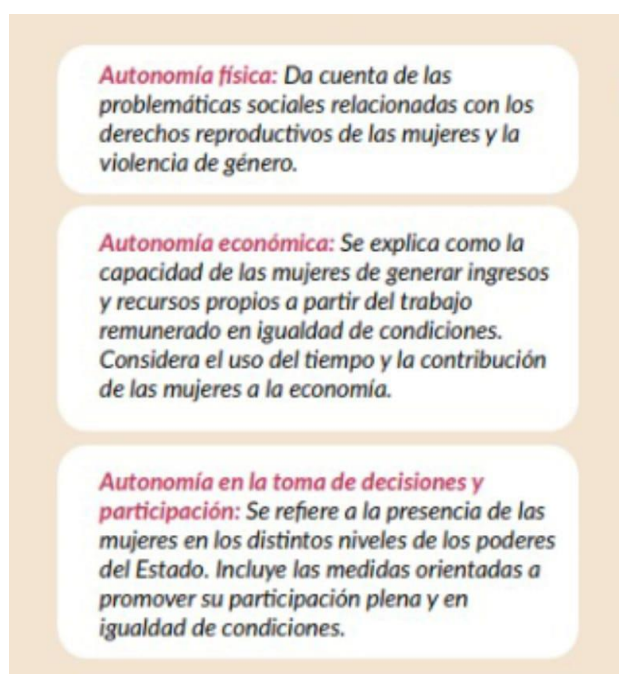 Autonomía física: Da cuenta de las
problemáticas sociales relacionadas con los
derechos reproductivos de las mujeres y la
violencia de género.
Autonomía económica: Se explica como la
capacidad de las mujeres de generar ingresos
y recursos propios a partir del trabajo
remunerado en igualdad de condiciones.
Considera el uso del tiempo y la contribución
de las mujeres a la economía.
Autonomía en la toma de decisiones y
participación: Se refiere a la presencia de las
mujeres en los distintos niveles de los poderes
del Estado. Incluye las medidas orientadas a
promover su participación plena y en
igualdad de condiciones.